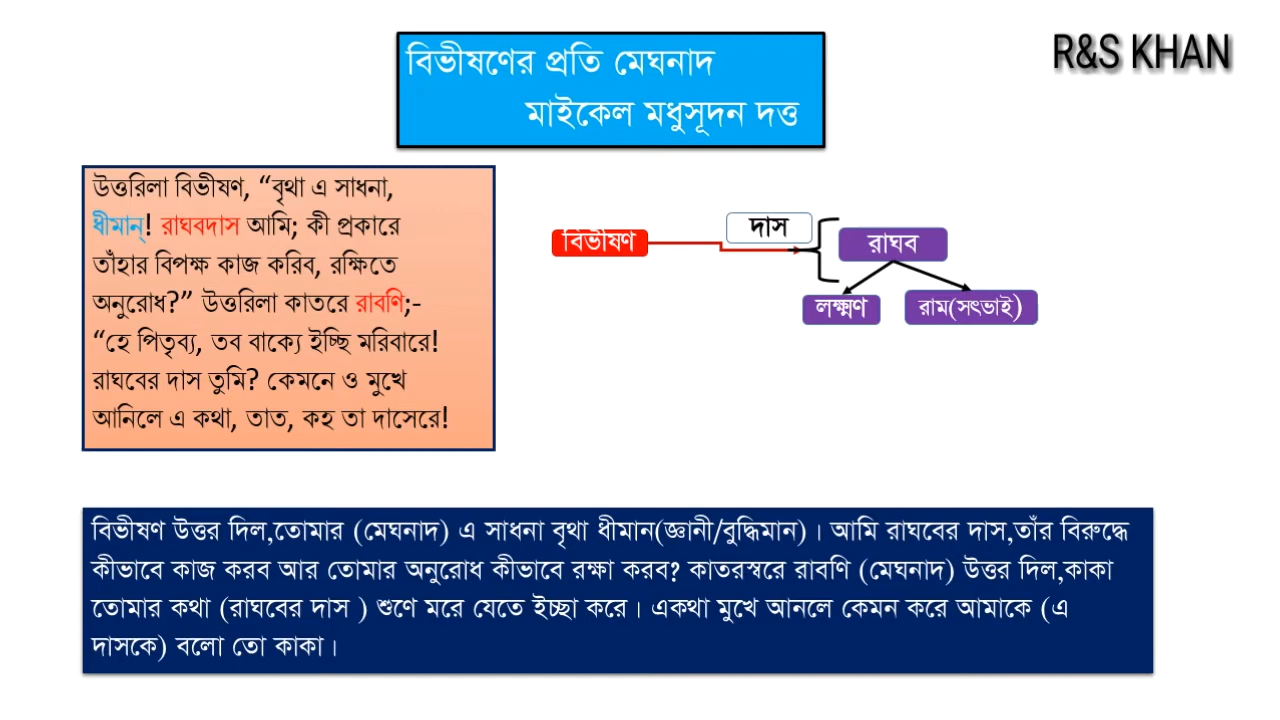 বিভীষণের প্রতি মেঘনাদ
মাইকেল মধুসূদন দত্ত
R&S KHAN
উত্তরিলা বিভীষণ, “বৃথা এ সাধনা,
ধীমান্! রাঘবদাস আমি; কী প্রকারে
তাঁহার বিপক্ষ কাজ করিব, রক্ষিতে
অনুরোধ?” উত্তরিলা কাতরে রাবণি;-
“হে পিতৃব্য, তব বাক্যে ইচ্ছি মরিবারে!
রাঘবের দাস তুমি? কেমনে ও মুখে
আনিলে এ কথা, তাত, কহ তা দাসেরে!
বিভীষণ
দাস
রাঘব
লক্ষ্মণ
রাম(সৎভাই)
বিভীষণ উত্তর দিল,তোমার (মেঘনাদ) এ সাধনা বৃথা ধীমান(জ্ঞানী/বুদ্ধিমান)। আমি রাঘবের দাস,তাঁর বিরুদ্ধে
কীভাবে কাজ করব আর তোমার অনুরোধ কীভাবে রক্ষা করব? কাতরস্বরে রাবণি (মেঘনাদ) উত্তর দিল,কাকা
তোমার কথা (রাঘবের দাস ) শুণে মরে যেতে ইচ্ছা করে। একথা মুখে আনলে কেমন করে আমাকে (এ
দাসকে) বলো তো কাকা।